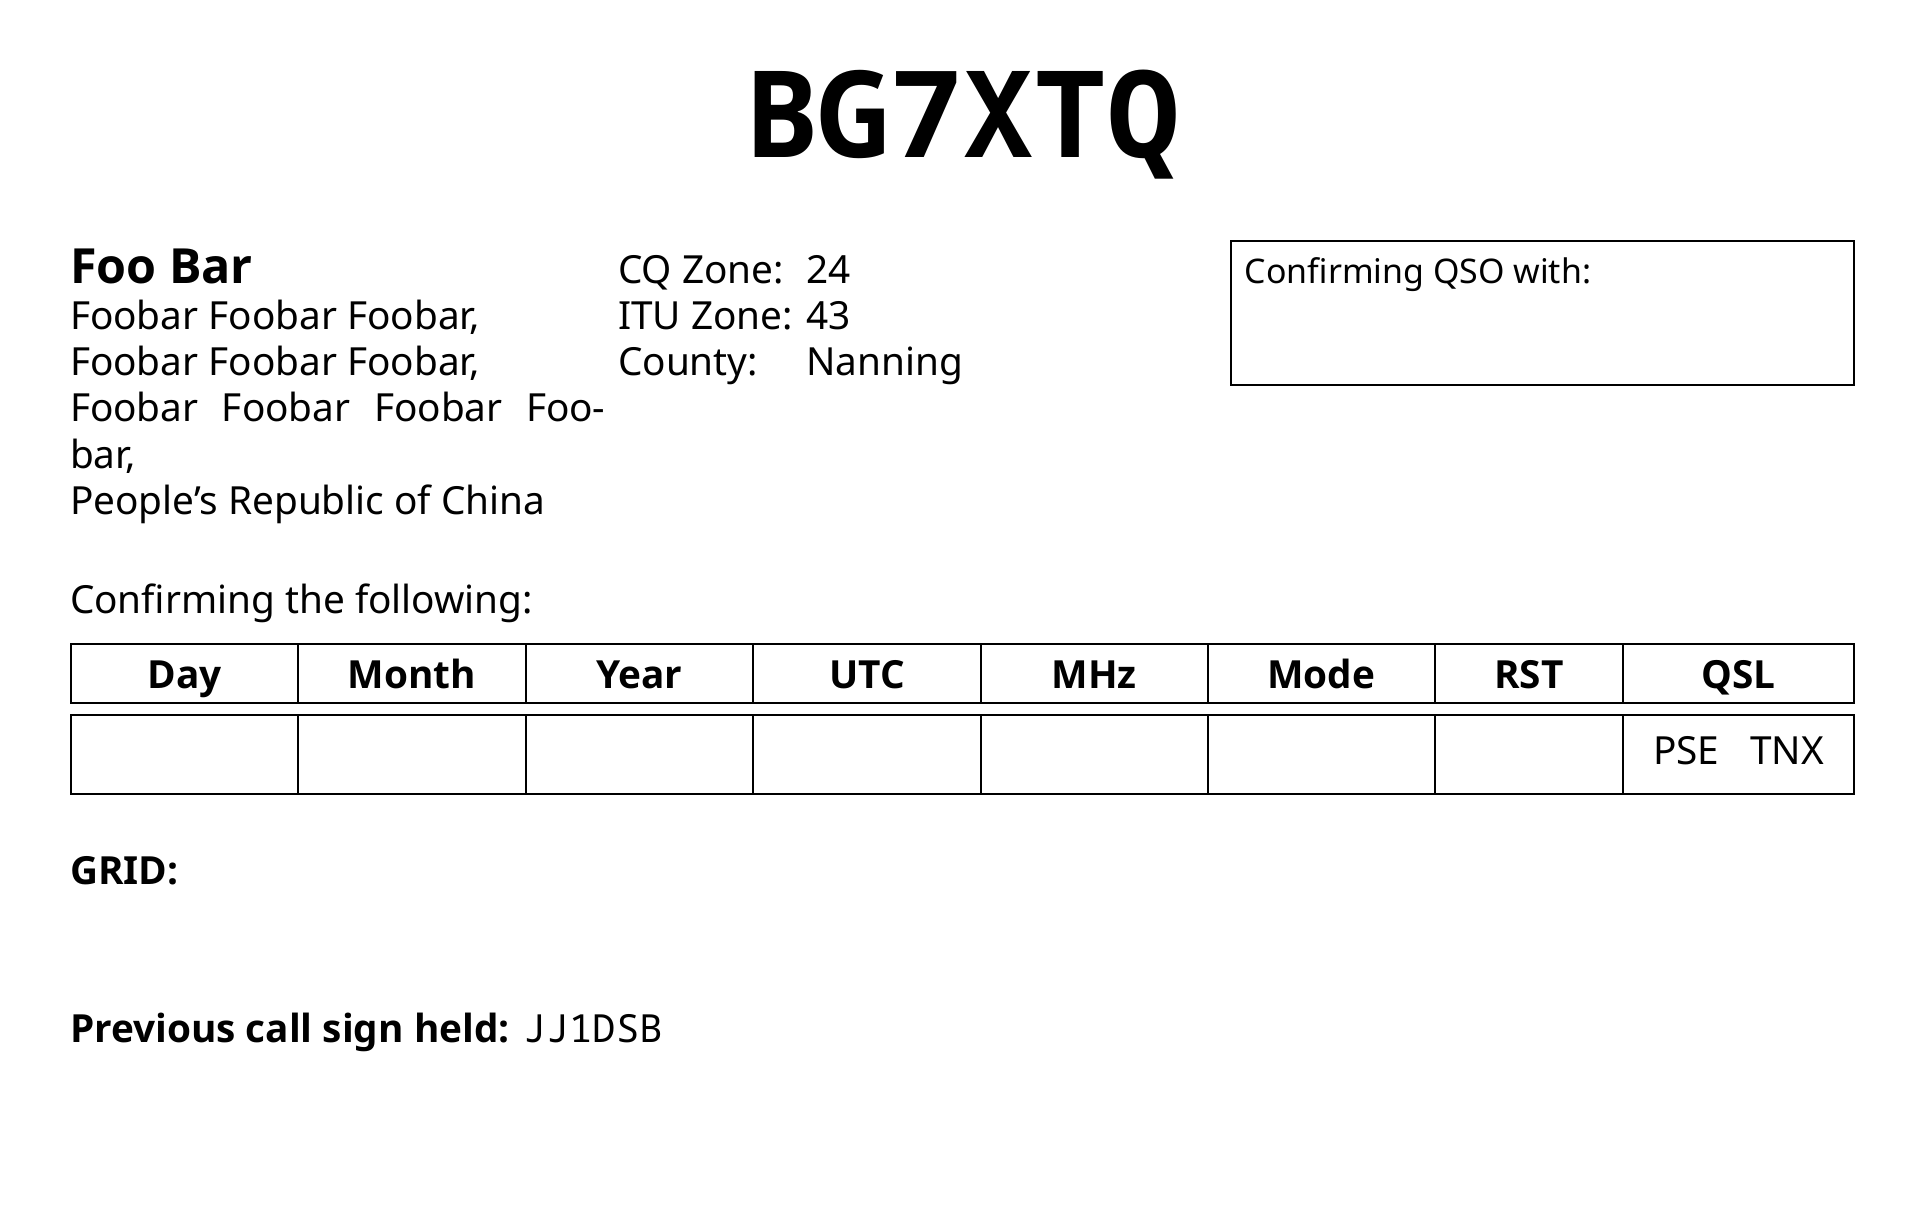 BG7XTQ
Foo Bar
Foobar Foobar Foobar,
Foobar Foobar Foobar,
Foobar Foobar Foobar Foo-
bar,
People’s Republic of China
CQ Zone: 24
ITU Zone: 43
County: Nanning
Confirming QSO with:
Confirming the following:
Day Month Year UTC MHz Mode RST QSL
PSE TNX
GRID:
Previous call sign held: JJ1DSB